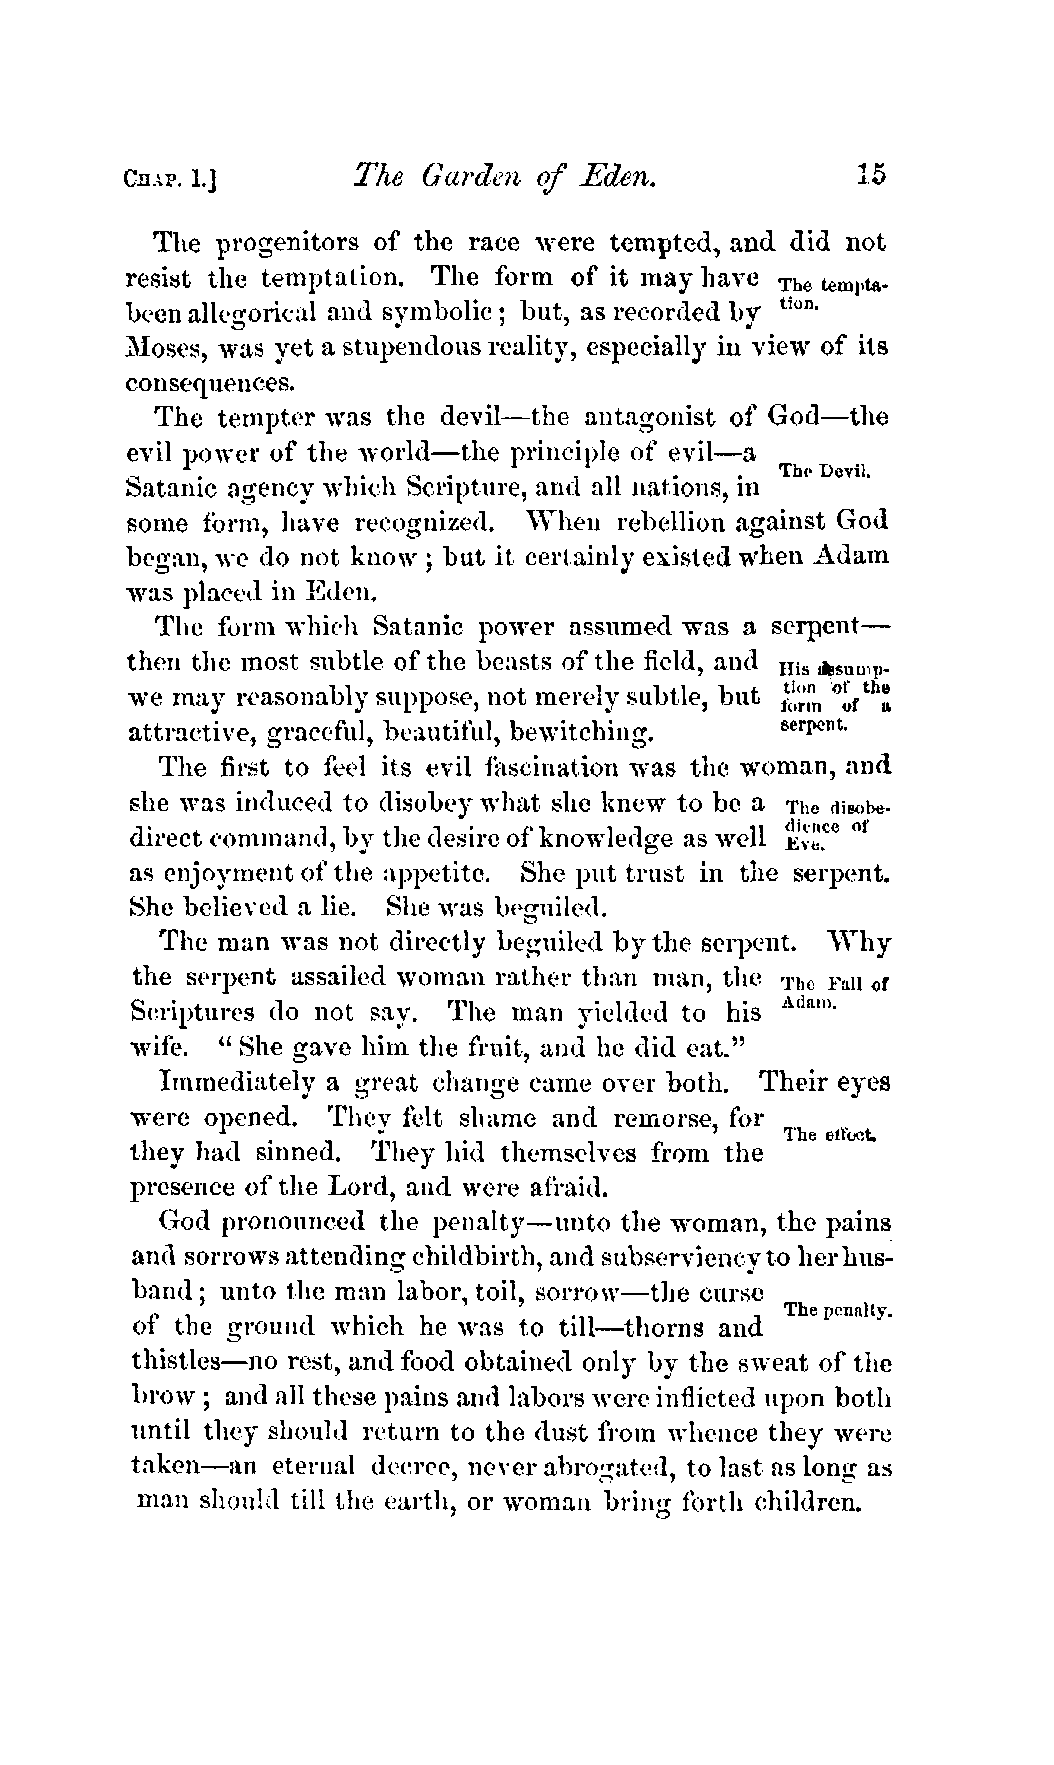 CHAP. I.] The Garden of Eden. 15
The progenitors of the race were tempted, and did not
resist the temptation. The form of it may have
The tempta-
tion.
been allegorical and symbolic; but, as recorded by
Moses, was yet a stupendous reality, especially in view of its
consequences.
The tempter was the devil—the antagonist of God—the
evil power of the world—the principle of evil—a
The Devil.
Satanic agency which Scripture, and all nations, in
some form, have recognized. When rebellion against God
began, we do not know; but it certainly existed when Adam
was placed in Eden.
The form which Satanic power assumed was a serpent—
then the most subtle of the beasts of the field, and
His assump-
tion of the
form of a
serpent.
we may reasonably suppose, not merely subtle, but
attractive, graceful, beautiful, bewitching.
The first to feel its evil fascination was the woman, and
she was induced to disobey what she knew to be a
The disobe-
dience of
Eve.
direct command, by the desire of knowledge as well
as enjoyment of the appetite. She put trust in the serpent.
She believed a lie. She was beguiled.
The man was not directly beguiled by the serpent. Why
the serpent assailed woman rather than man, the
The Fall of
Adam.
Scriptures do not say. The man yielded to his
wife. "She gave him the fruit, and he did eat."
Immediately a great change came over both. Their eyes
were opened. They felt shame and remorse, for
The effect.
they had sinned. They hid themselves from the
presence of the Lord, and were afraid.
God pronounced the penalty—unto the woman, the pains
and sorrows attending childbirth, and subserviency to her hus-
band; unto the man labor, toil, sorrow—the curse
The penalty.
of the ground which he was to till—thorns and
thistles—no rest, and food obtained only by the sweat of the
brow; and all these pains and labors were inflicted upon both
until they should return to the dust from whence they were
taken—an eternal decree, never abrogated, to last as long as
man should till the earth, or woman bring forth children.